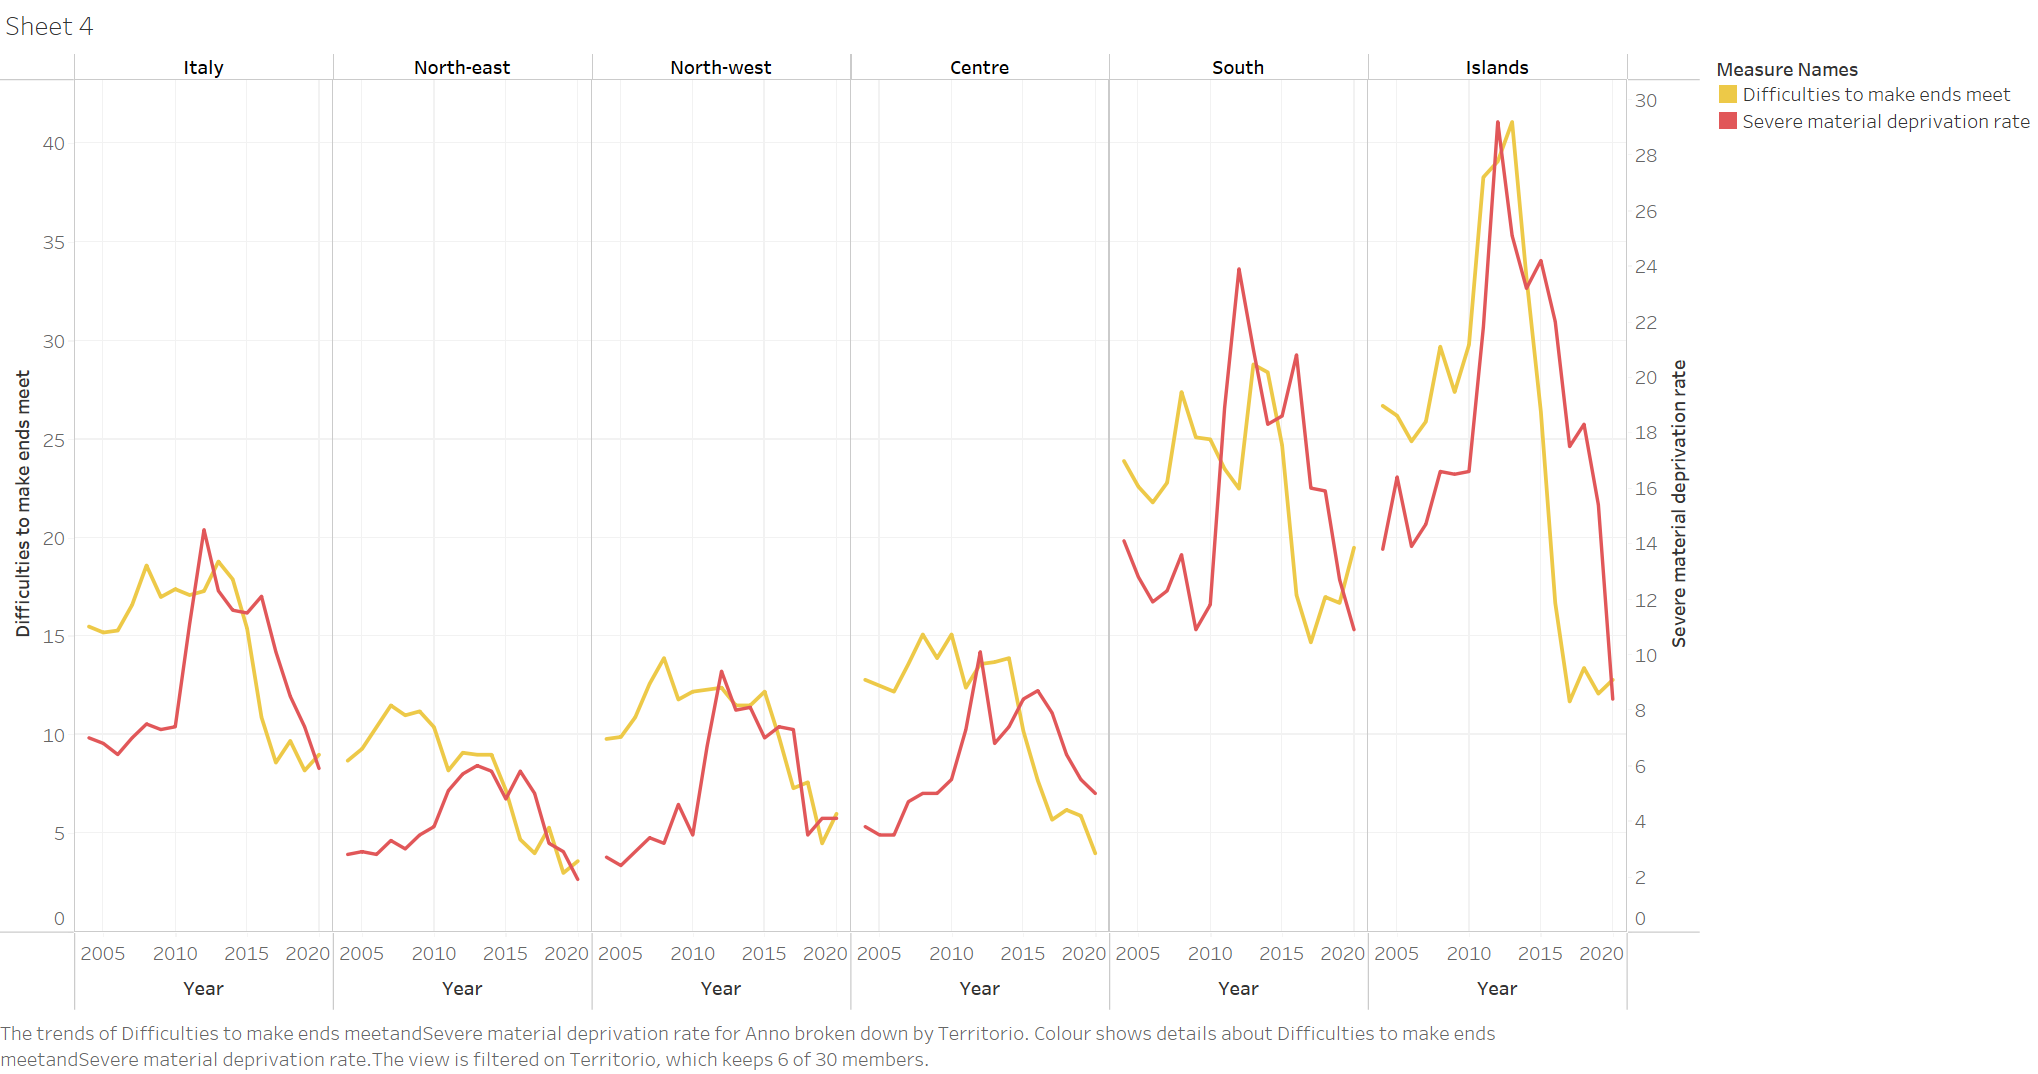 Sheet 4
Italy North-east North-west Centre South Islands
Measure Names
Difficulties to make ends meet
Severe material deprivation rate
Difficulties to make ends meet
40
35
30
25
20
15
10
5
0
30
28
26
24
22
20
18
16
14
12
10
8
6
4
2
0
Severe material deprivation rate
2005 2010 2015 2020 2005 2010 2015 2020 2005 2010 2015 2020 2005 2010 2015 2020 2005 2010 2015 2020 2005 2010 2015 2020
Year Year Year Year Year Year
The trends of Difficulties to make ends meetandSevere material deprivation rate for Anno broken down by Territorio. Colour shows details about Difficulties to make ends
meetandSevere material deprivation rate.The view is filtered on Territorio, which keeps 6 of 30 members.